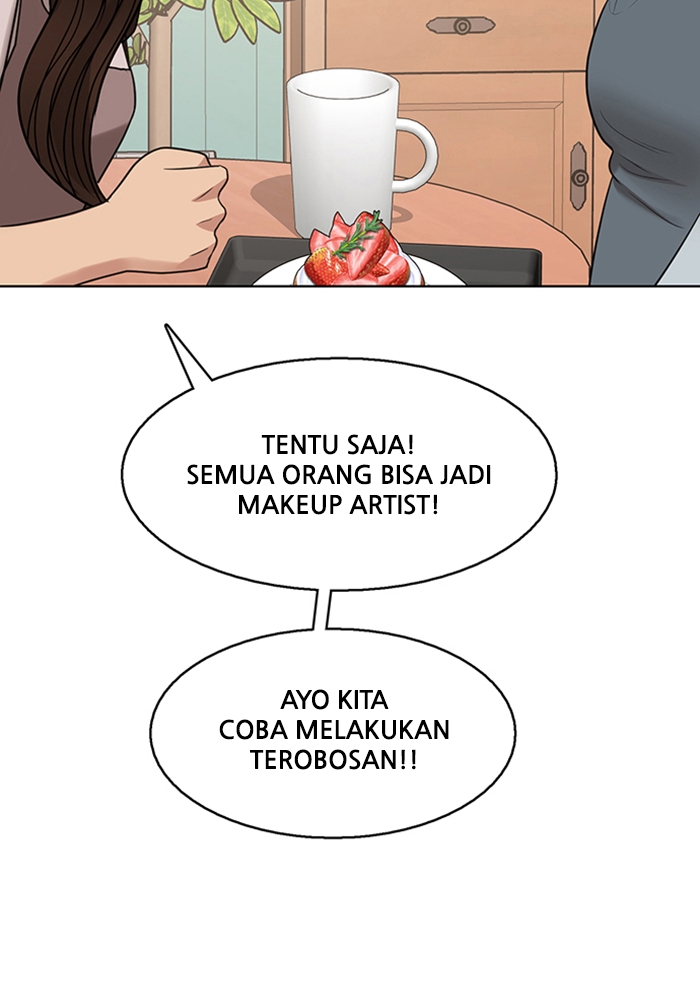 TENTU SAJA!
SEMUA ORANG BISA JADI
MAKEUP ARTIST!
AYO KITA
COBA MELAKUKAN
TEROBOSAN!!